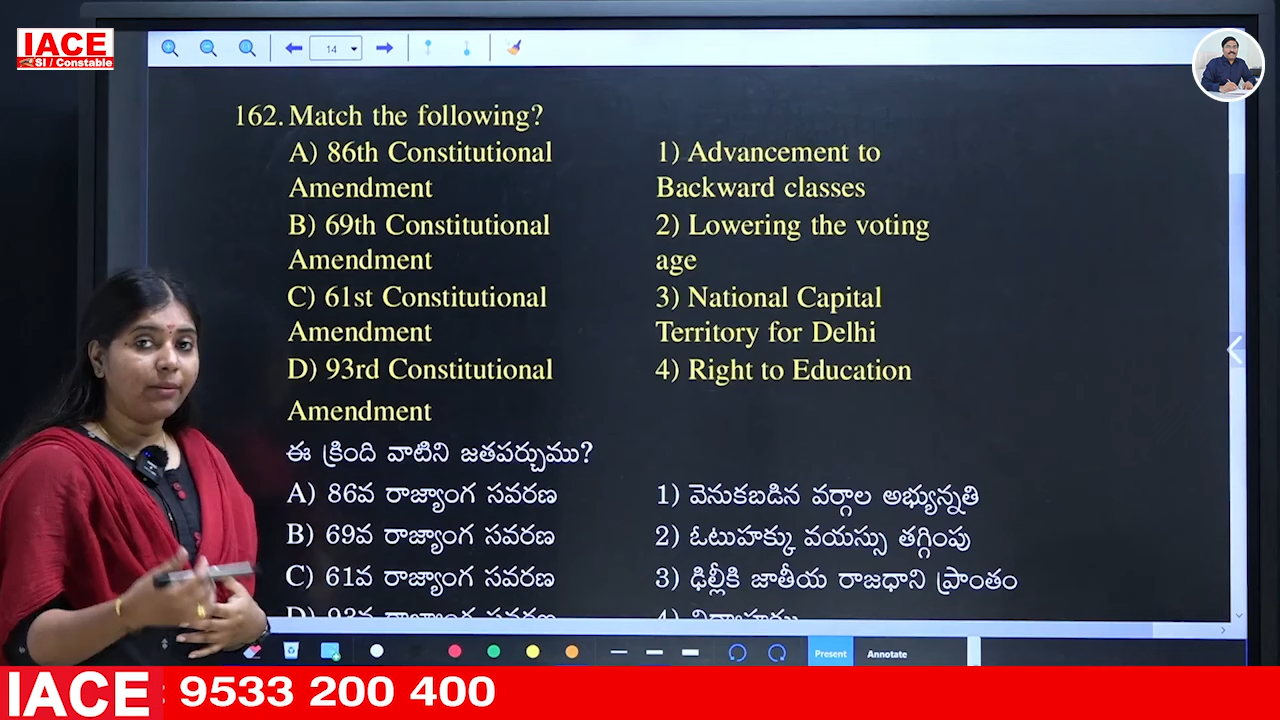 IACE
SI / Constable
14
162. Match the following?
A) 86th Constitutional Amendment
1) Advancement to Backward classes
B) 69th Constitutional Amendment
2) Lowering the voting age
C) 61st Constitutional Amendment
3) National Capital Territory for Delhi
D) 93rd Constitutional Amendment
4) Right to Education
ఈ క్రింది వాటిని జతపర్చుము?
A) 86వ రాజ్యాంగ సవరణ
1) వెనుకబడిన వర్గాల అభ్యున్నతి
B) 69వ రాజ్యాంగ సవరణ
2) ఓటుహక్కు వయస్సు తగ్గింపు
C) 61వ రాజ్యాంగ సవరణ
3) ఢిల్లీకి జాతీయ రాజధాని ప్రాంతం
D) 93వ రాజ్యాంగ సవరణ
4)
Present
Annotate
IACE : 9533 200 400